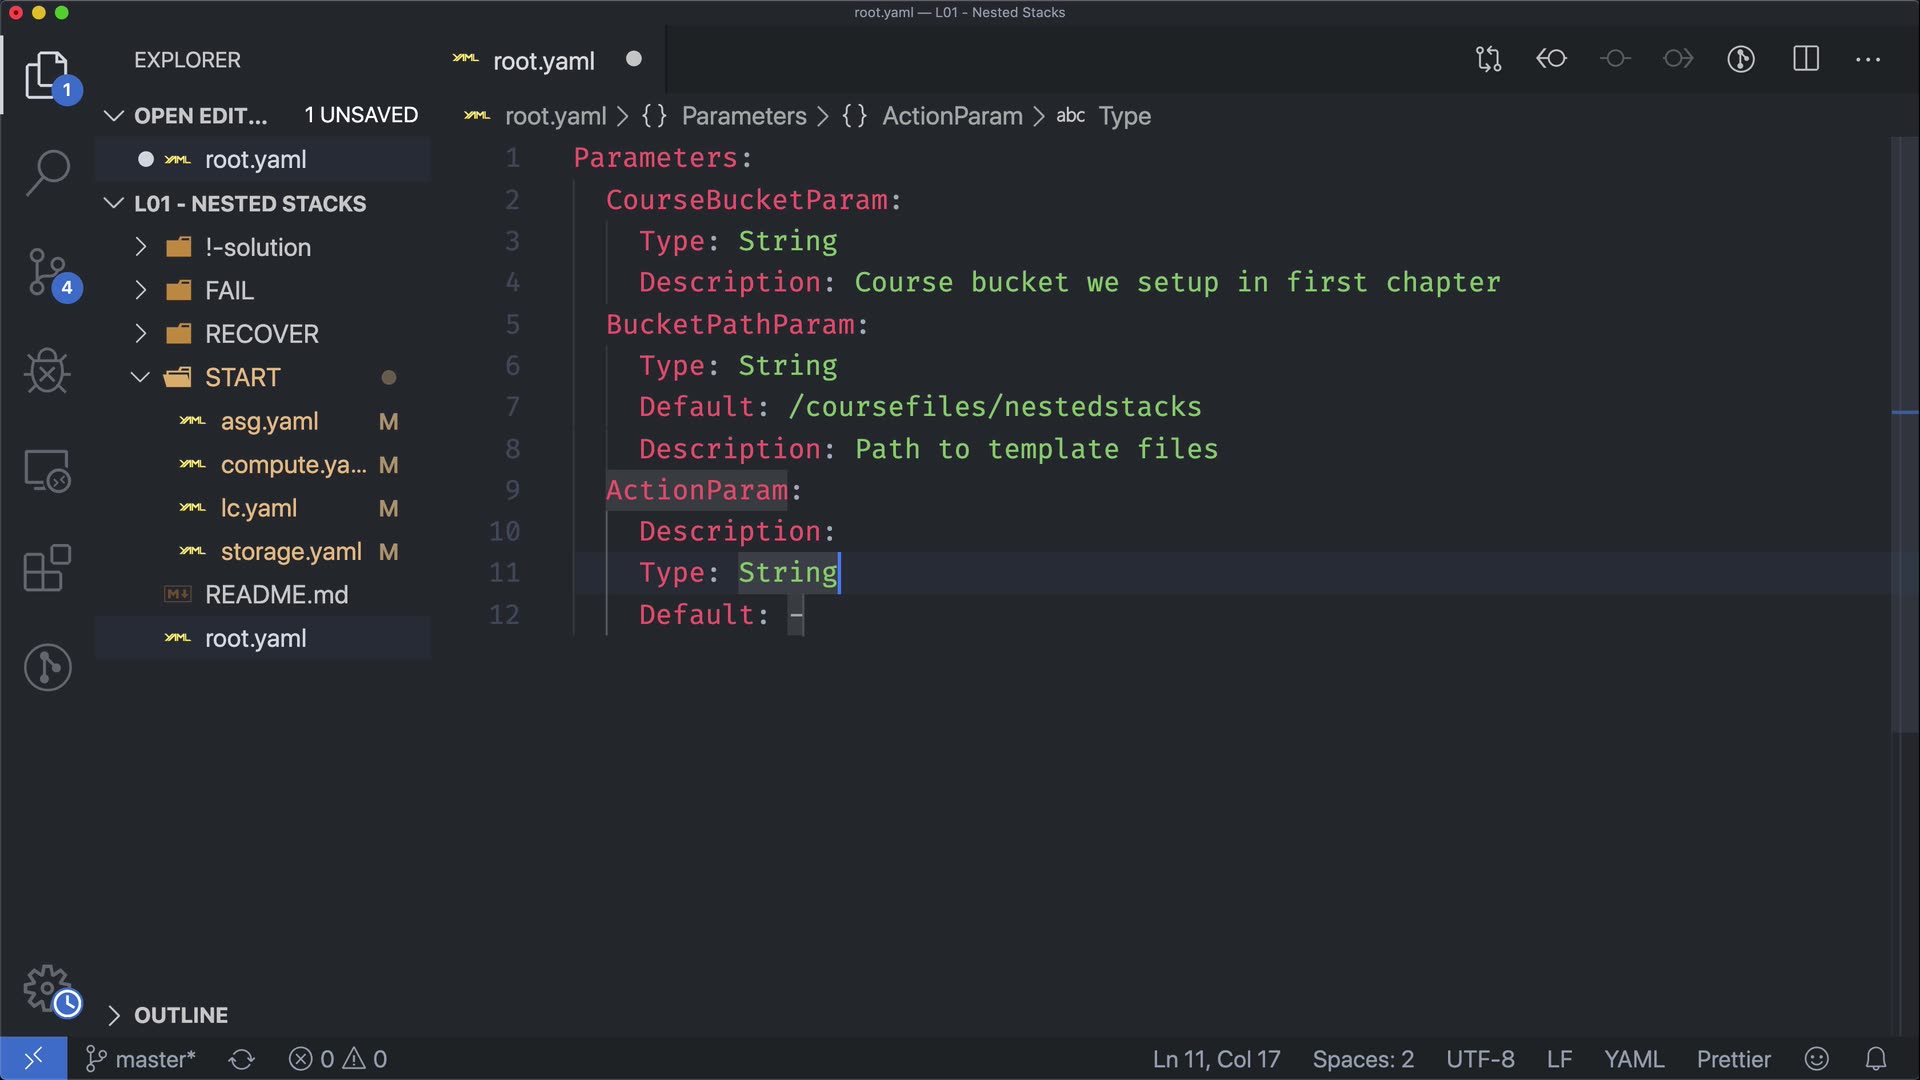 root.yaml — L01 - Nested Stacks
EXPLORER
1
OPEN EDIT... 1 UNSAVED
root.yaml
L01 - NESTED STACKS
!-solution
FAIL
4
RECOVER
START
asg.yaml M
compute.ya... M
lc.yaml M
storage.yaml M
README.md
root.yaml
OUTLINE
root.yaml
root.yaml > {} Parameters > {} ActionParam > abc Type
1 Parameters:
2 CourseBucketParam:
3 Type: String
4 Description: Course bucket we setup in first chapter
5 BucketPathParam:
6 Type: String
7 Default: /coursefiles/nestedstacks
8 Description: Path to template files
9 ActionParam:
10 Description:
11 Type: String
12 Default: -
master* 0 0 Ln 11, Col 17 Spaces: 2 UTF-8 LF YAML Prettier